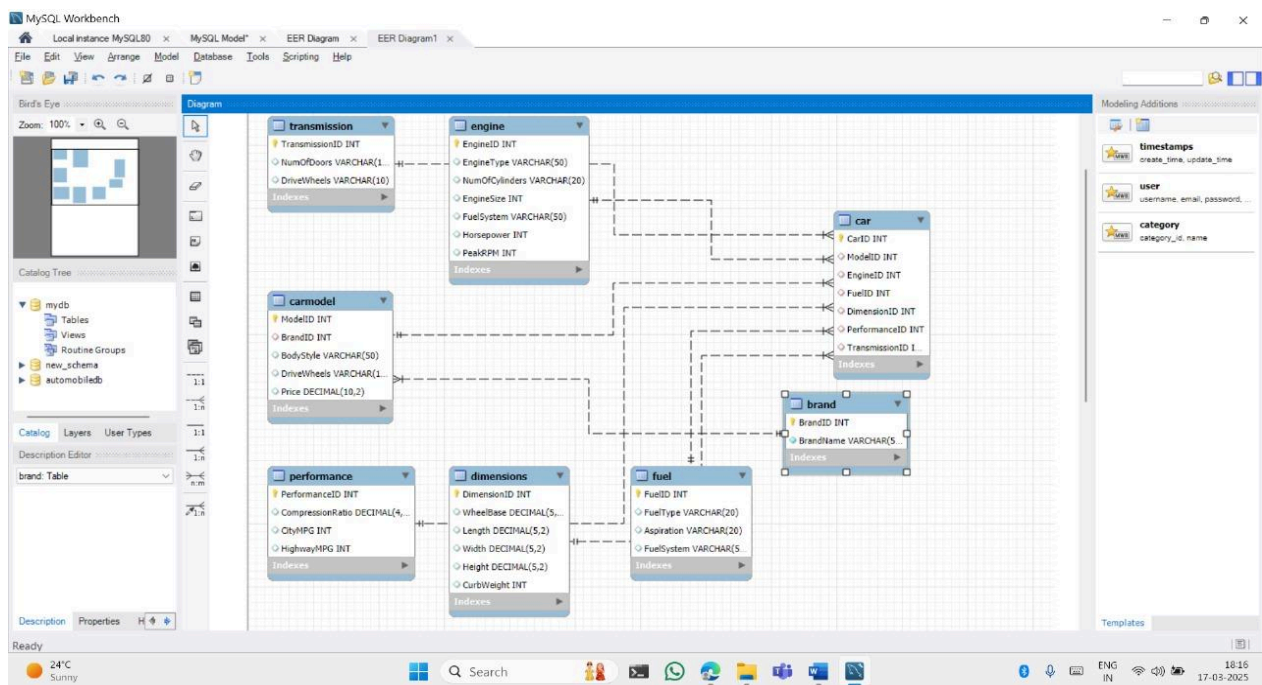 MySQL Workbench
Local instance MySQL80 × MySQL Model* × EER Diagram × EER Diagram1 ×
File Edit View Arrange Model Database Tools Scripting Help
Bird's Eye
Zoom: 100%
Diagram
Modeling Additions
timestamps
create_time, update_time
user
username, email, password, ...
category
category_id, name
Templates
Catalog Tree
mydb
Tables
Views
Routine Groups
new_schema
automobiledb
Catalog Layers User Types
Description Editor
brand: Table
Description Properties H
1:1
1:n
1:1
1:n
n:m
1:n
transmission
TransmissionID INT
NumOfDoors VARCHAR(1...
DriveWheels VARCHAR(10)
Indexes
engine
EngineID INT
EngineType VARCHAR(50)
NumOfCylinders VARCHAR(20)
EngineSize INT
FuelSystem VARCHAR(50)
Horsepower INT
PeakRPM INT
Indexes
car
CarID INT
ModelID INT
EngineID INT
FuelID INT
DimensionID INT
PerformanceID INT
TransmissionID I...
Indexes
carmodel
ModelID INT
BrandID INT
BodyStyle VARCHAR(50)
DriveWheels VARCHAR(1...
Price DECIMAL(10,2)
Indexes
brand
BrandID INT
BrandName VARCHAR(5...
Indexes
performance
PerformanceID INT
CompressionRatio DECIMAL(4,...
CityMPG INT
HighwayMPG INT
Indexes
dimensions
DimensionID INT
WheelBase DECIMAL(5,...
Length DECIMAL(5,2)
Width DECIMAL(5,2)
Height DECIMAL(5,2)
CurbWeight INT
Indexes
fuel
FuelID INT
FuelType VARCHAR(20)
Aspiration VARCHAR(20)
FuelSystem VARCHAR(5...
Indexes
Ready
24°C
Sunny
Search
ENG
IN
18:16
17-03-2025